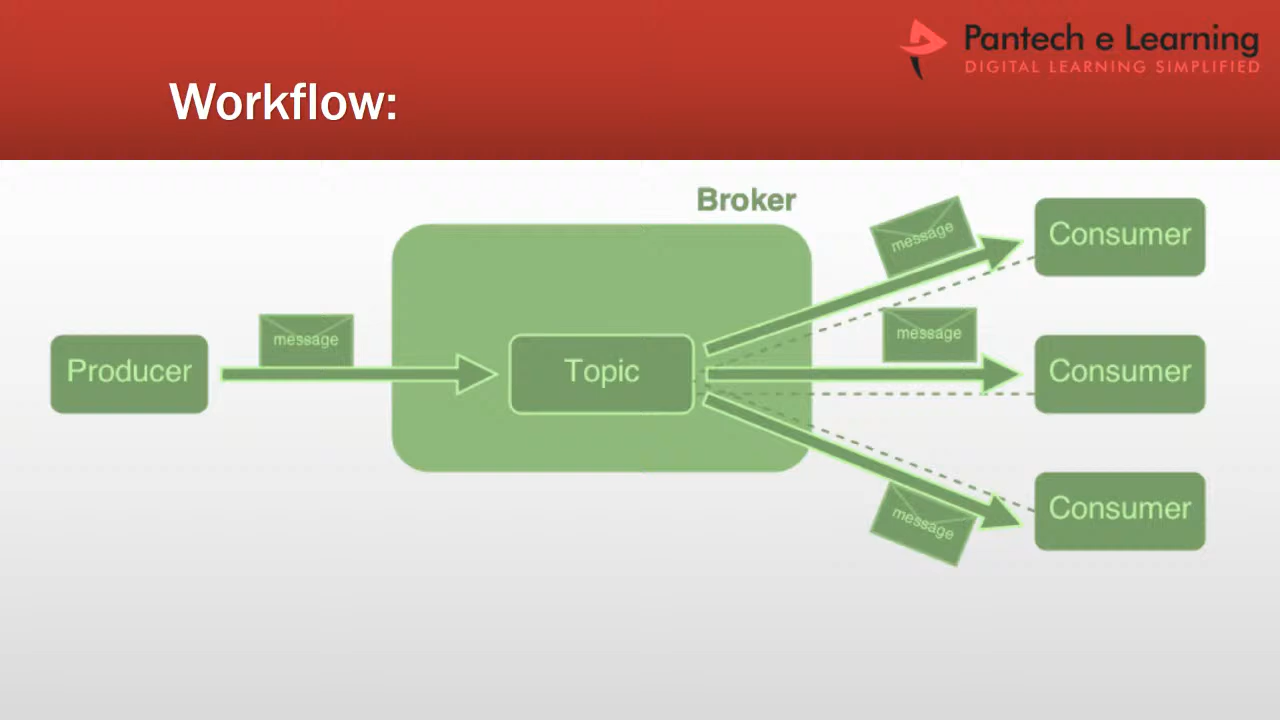 Pantech e Learning
DIGITAL LEARNING SIMPLIFIED
Workflow:
Broker
message
Consumer
message
message
Consumer
Producer
Topic
message
Consumer